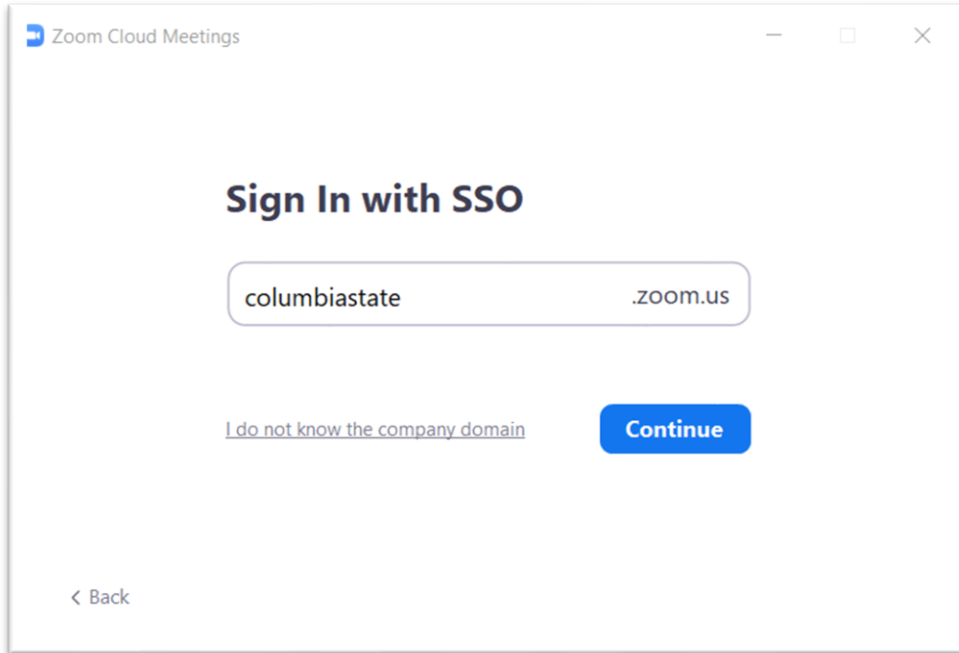 Zoom Cloud Meetings
Sign In with SSO
columbiastate .zoom.us
I do not know the company domain Continue
Back